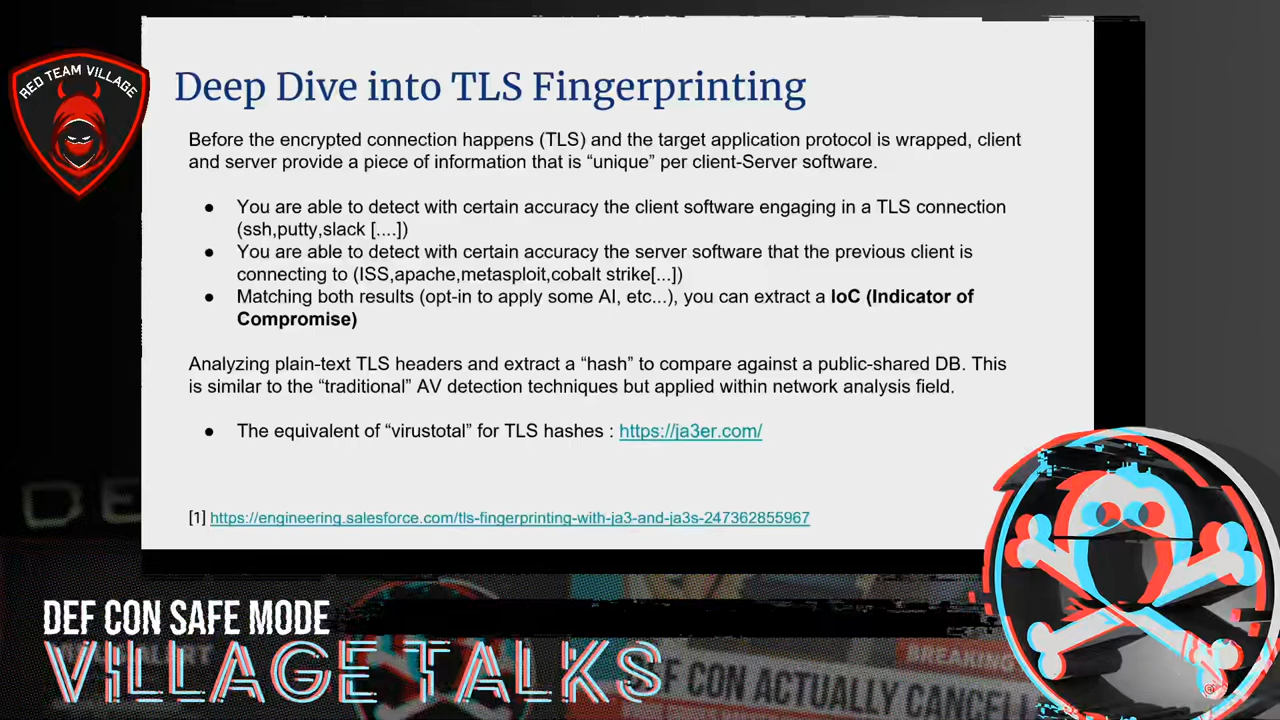 RED TEAM VILLAGE
Deep Dive into TLS Fingerprinting
Before the encrypted connection happens (TLS) and the target application protocol is wrapped, client
and server provide a piece of information that is “unique” per client-Server software.
● You are able to detect with certain accuracy the client software engaging in a TLS connection
(ssh,putty,slack [....])
● You are able to detect with certain accuracy the server software that the previous client is
connecting to (ISS,apache,metasploit,cobalt strike[...])
● Matching both results (opt-in to apply some AI, etc...), you can extract a IoC (Indicator of
Compromise)
Analyzing plain-text TLS headers and extract a “hash” to compare against a public-shared DB. This
is similar to the “traditional” AV detection techniques but applied within network analysis field.
● The equivalent of “virustotal” for TLS hashes : https://ja3er.com/
[1] https://engineering.salesforce.com/tls-fingerprinting-with-ja3-and-ja3s-247362855967
DEF CON SAFE MODE
VILLAGE TALKS
DEF CON ACTUALLY CANCEL